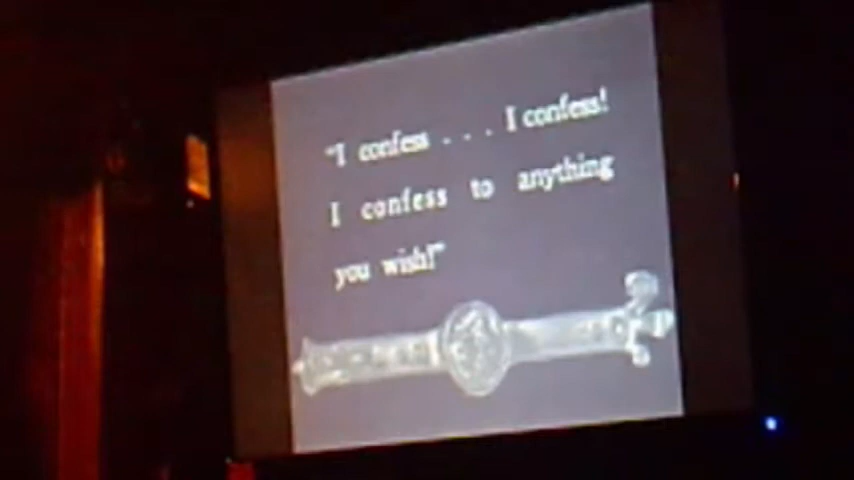 "I confess . . . I confess!
I confess to anything
you wish!"